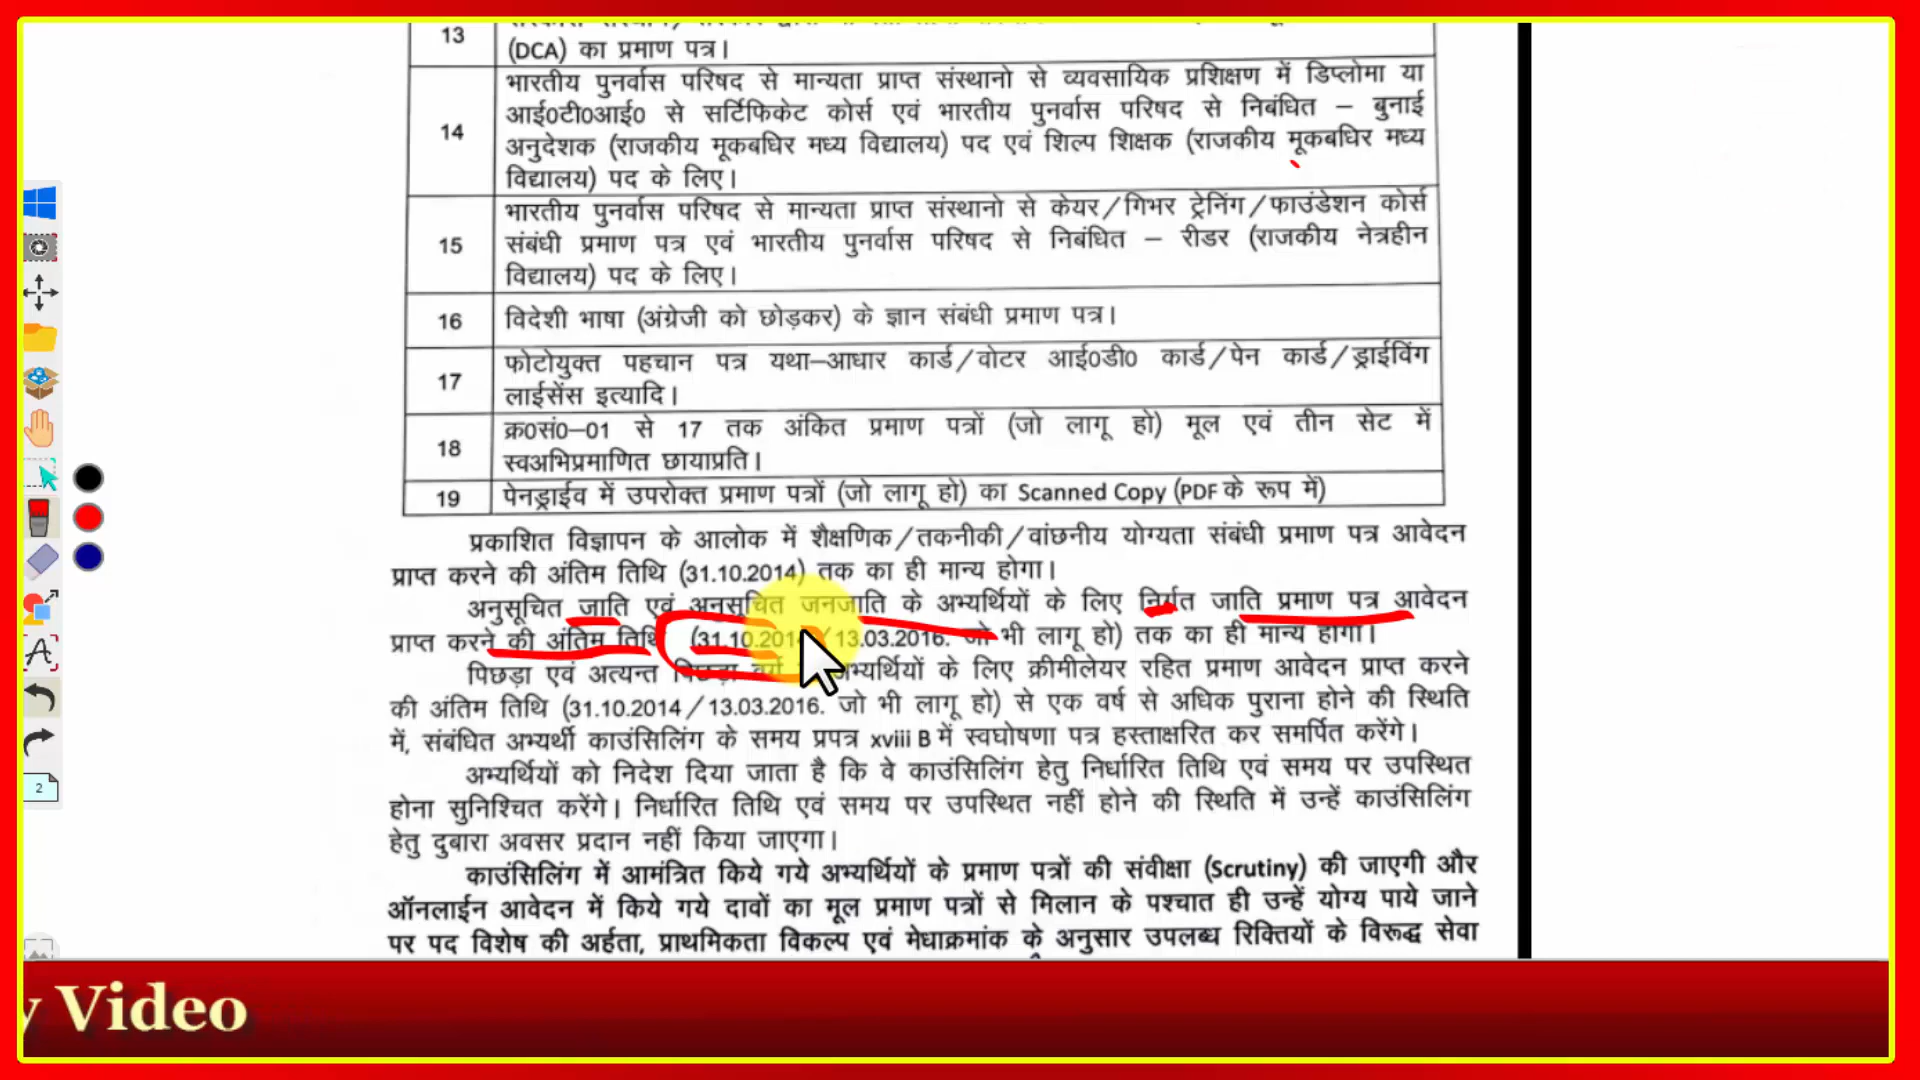 13
(DCA) का प्रमाण पत्र।
14
भारतीय पुनर्वास परिषद से मान्यता प्राप्त संस्थानो से व्यवसायिक प्रशिक्षण में डिप्लोमा या
आई0टी0आई0 से सर्टिफिकेट कोर्स एवं भारतीय पुनर्वास परिषद से निबंधित – बुनाई
अनुदेशक (राजकीय मूकबधिर मध्य विद्यालय) पद एवं शिल्प शिक्षक (राजकीय मूकबधिर मध्य
विद्यालय) पद के लिए।
15
भारतीय पुनर्वास परिषद से मान्यता प्राप्त संस्थानो से केयर/गिभर ट्रेनिंग/फाउंडेशन कोर्स
संबंधी प्रमाण पत्र एवं भारतीय पुनर्वास परिषद से निबंधित – रीडर (राजकीय नेत्रहीन
विद्यालय) पद के लिए।
16
विदेशी भाषा (अंग्रेजी को छोड़कर) के ज्ञान संबंधी प्रमाण पत्र।
17
फोटोयुक्त पहचान पत्र यथा–आधार कार्ड/वोटर आई0डी0 कार्ड/पेन कार्ड/ड्राईविंग
लाईसेंस इत्यादि।
18
क्र0सं0–01 से 17 तक अंकित प्रमाण पत्रों (जो लागू हो) मूल एवं तीन सेट में
स्वअभिप्रमाणित छायाप्रति।
19
पेनड्राईव में उपरोक्त प्रमाण पत्रों (जो लागू हो) का Scanned Copy (PDF के रूप में)
प्रकाशित विज्ञापन के आलोक में शैक्षणिक/तकनीकी/वांछनीय योग्यता संबंधी प्रमाण पत्र आवेदन
प्राप्त करने की अंतिम तिथि (31.10.2014) तक का ही मान्य होगा।
अनुसूचित जाति एवं अनुसूचित जनजाति के अभ्यर्थियों के लिए निर्गत जाति प्रमाण पत्र आवेदन
प्राप्त करने की अंतिम तिथि (31.10.2014/13.03.2016. जो भी लागू हो) तक का ही मान्य होगा।
पिछड़ा एवं अत्यन्त पिछड़ा वर्ग अभ्यर्थियों के लिए क्रीमीलेयर रहित प्रमाण आवेदन प्राप्त करने
की अंतिम तिथि (31.10.2014/13.03.2016. जो भी लागू हो) से एक वर्ष से अधिक पुराना होने की स्थिति
में, संबंधित अभ्यर्थी काउंसिलिंग के समय प्रपत्र xviii B में स्वघोषणा पत्र हस्ताक्षरित कर समर्पित करेंगे।
अभ्यर्थियों को निदेश दिया जाता है कि वे काउंसिलिंग हेतु निर्धारित तिथि एवं समय पर उपस्थित
होना सुनिश्चित करेंगे। निर्धारित तिथि एवं समय पर उपस्थित नहीं होने की स्थिति में उन्हें काउंसिलिंग
हेतु दुबारा अवसर प्रदान नहीं किया जाएगा।
काउंसिलिंग में आमंत्रित किये गये अभ्यर्थियों के प्रमाण पत्रों की संवीक्षा (Scrutiny) की जाएगी और
ऑनलाईन आवेदन में किये गये दावों का मूल प्रमाण पत्रों से मिलान के पश्चात ही उन्हें योग्य पाये जाने
पर पद विशेष की अर्हता, प्राथमिकता विकल्प एवं मेधाक्रमांक के अनुसार उपलब्ध रिक्तियों के विरूद्ध सेवा
2
Video